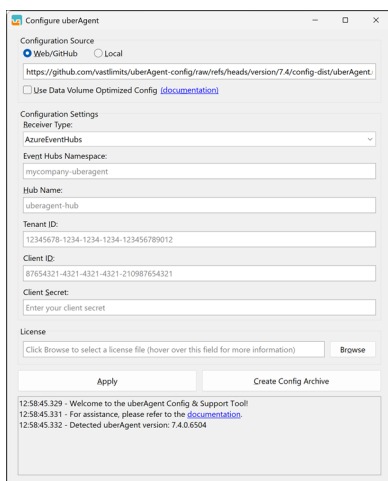 Configure uberAgent
Configuration Source
Web/GitHub Local
https://github.com/vastlimits/uberAgent-config/raw/refs/heads/version/7.4/config-dist/uberAgent.
Use Data Volume Optimized Config (documentation)
Configuration Settings
Receiver Type:
AzureEventHubs
Event Hubs Namespace:
mycompany-uberagent
Hub Name:
uberagent-hub
Tenant ID:
12345678-1234-1234-1234-123456789012
Client ID:
87654321-4321-4321-4321-210987654321
Client Secret:
Enter your client secret
License
Click Browse to select a license file (hover over this field for more information) Browse
Apply Create Config Archive
12:58:45.329 - Welcome to the uberAgent Config & Support Tool!
12:58:45.331 - For assistance, please refer to the documentation.
12:58:45.332 - Detected uberAgent version: 7.4.0.6504